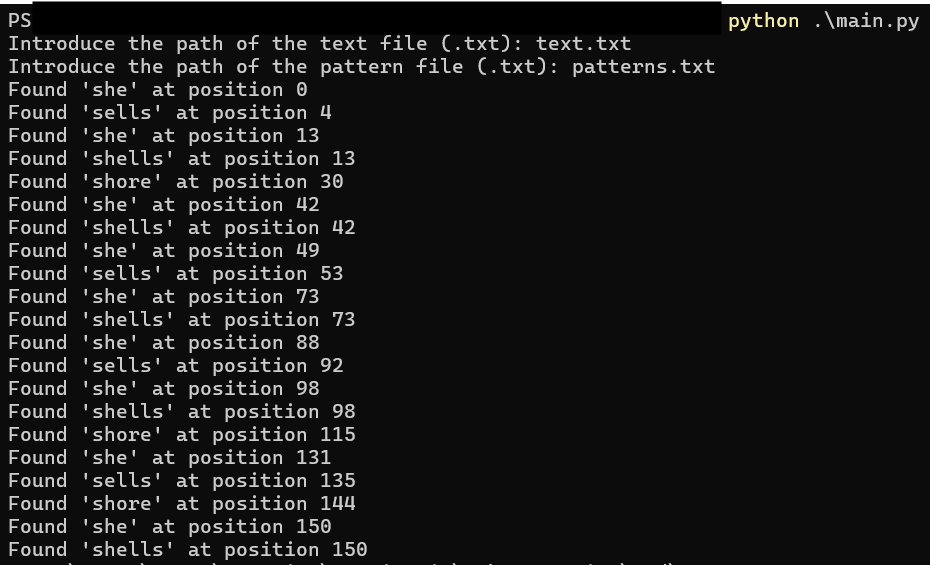 PS python .\main.py
Introduce the path of the text file (.txt): text.txt
Introduce the path of the pattern file (.txt): patterns.txt
Found 'she' at position 0
Found 'sells' at position 4
Found 'she' at position 13
Found 'shells' at position 13
Found 'shore' at position 30
Found 'she' at position 42
Found 'shells' at position 42
Found 'she' at position 49
Found 'sells' at position 53
Found 'she' at position 73
Found 'shells' at position 73
Found 'she' at position 88
Found 'sells' at position 92
Found 'she' at position 98
Found 'shells' at position 98
Found 'shore' at position 115
Found 'she' at position 131
Found 'sells' at position 135
Found 'shore' at position 144
Found 'she' at position 150
Found 'shells' at position 150